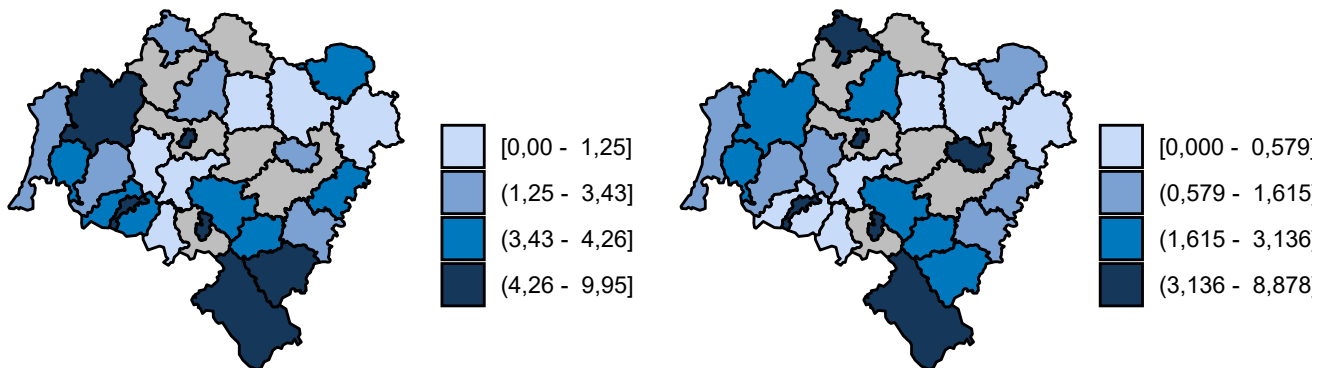 [0,00 - 1,25]
(1,25 - 3,43]
(3,43 - 4,26]
(4,26 - 9,95]
[0,000 - 0,579]
(0,579 - 1,615]
(1,615 - 3,136]
(3,136 - 8,878]